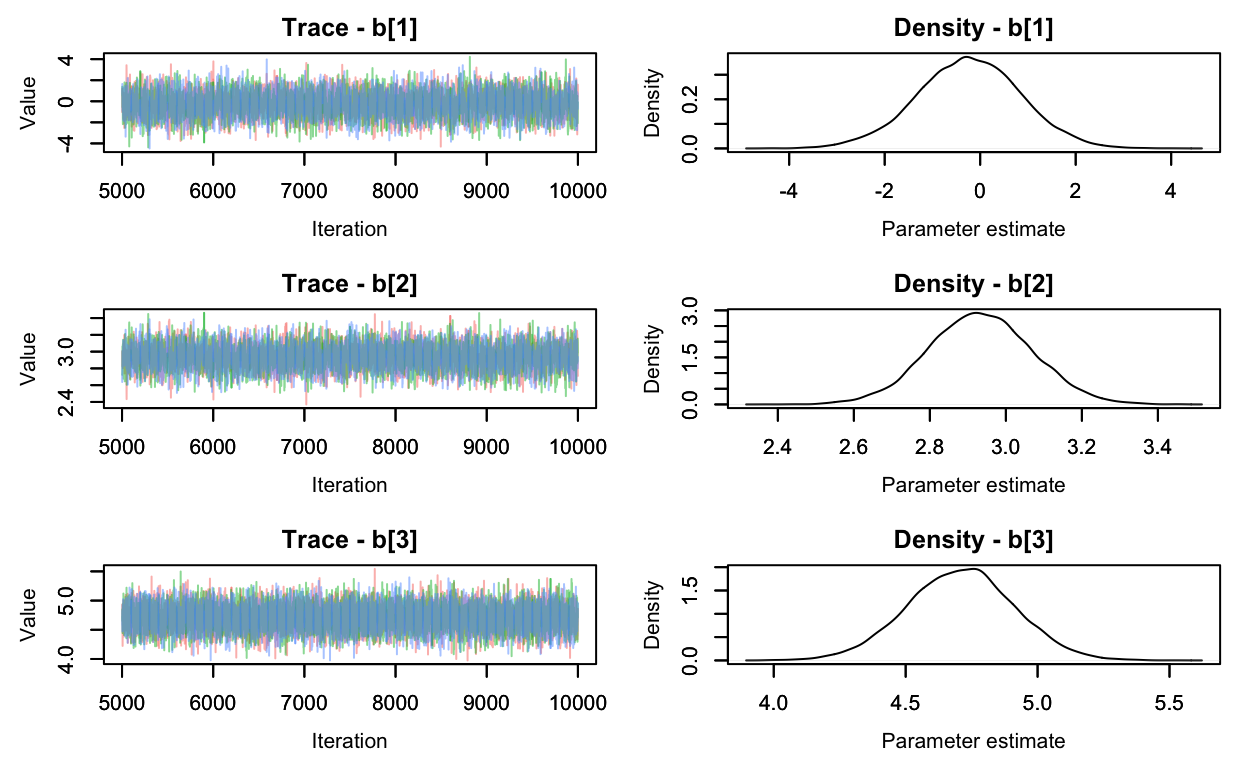 Trace - b[1]
Value
4
0
-4
5000 6000 7000 8000 9000 10000
Iteration
Density - b[1]
Density
0.2
0.0
-4 -2 0 2 4
Parameter estimate
Trace - b[2]
Value
3.0
2.4
5000 6000 7000 8000 9000 10000
Iteration
Density - b[2]
Density
3.0
1.5
0.0
2.4 2.6 2.8 3.0 3.2 3.4
Parameter estimate
Trace - b[3]
Value
5.0
4.0
5000 6000 7000 8000 9000 10000
Iteration
Density - b[3]
Density
1.5
0.0
4.0 4.5 5.0 5.5
Parameter estimate